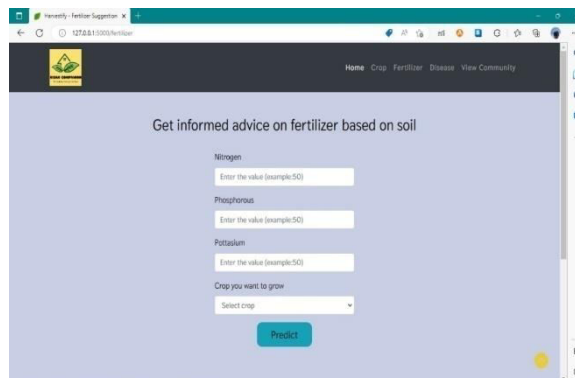 Harvestify - Fertilizer Suggestion
127.0.0.1:5000/fertilizer
Home Crop Fertilizer Disease View Community
Get informed advice on fertilizer based on soil
Nitrogen
Enter the value (example:50)
Phosphorous
Enter the value (example:50)
Pottasium
Enter the value (example:50)
Crop you want to grow
Select crop
Predict